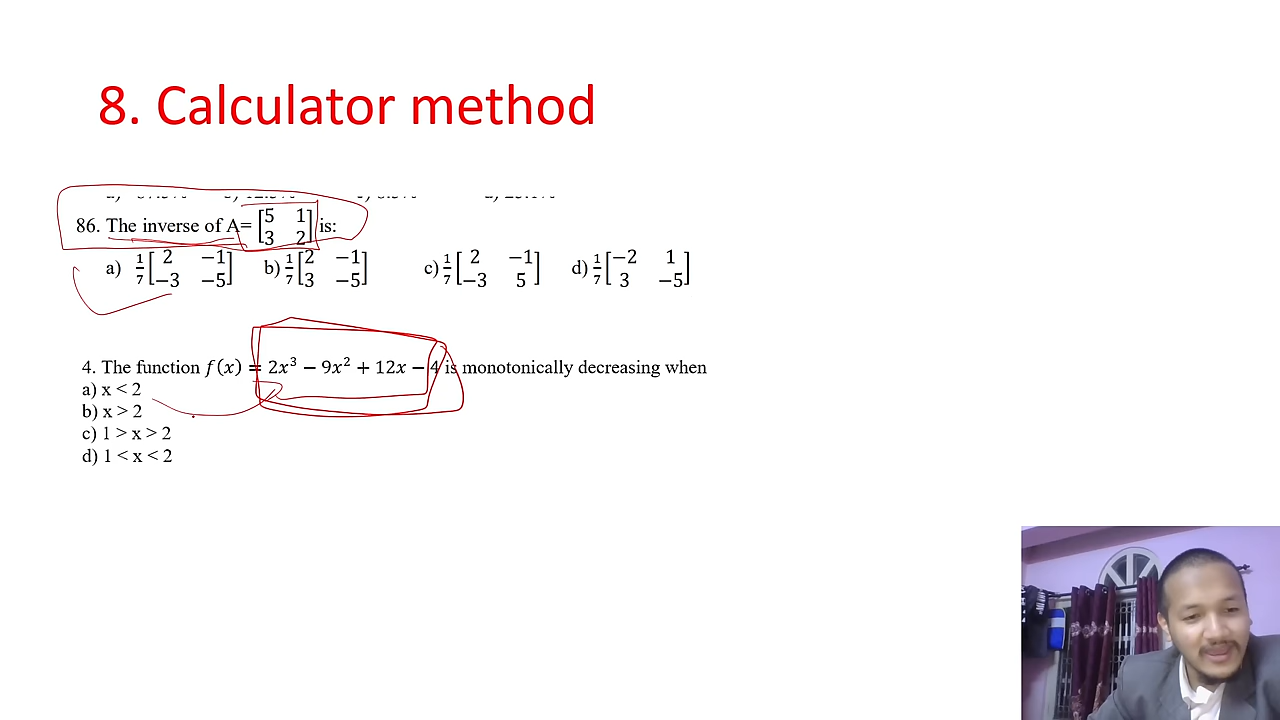 8. Calculator method
86. The inverse of A= [5 1 3 2] is:
a) 1/7 [2 −1 −3 −5] b) 1/7 [2 −1 3 −5] c) 1/7 [2 −1 −3 5] d) 1/7 [−2 1 3 −5]
4. The function f(x) = 2x³ − 9x² + 12x − 4 is monotonically decreasing when
a) x < 2
b) x > 2
c) 1 > x > 2
d) 1 < x < 2